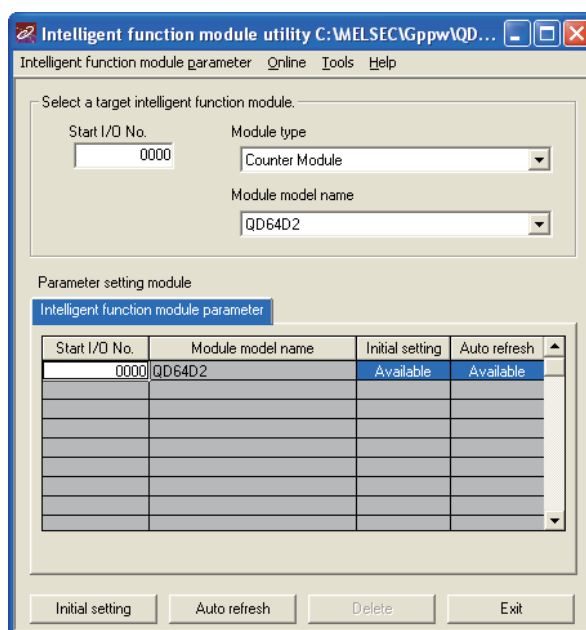 Intelligent function module utility C:\MELSEC\Gppw\QD...
Intelligent function module parameter Online Tools Help
Select a target intelligent function module.
Start I/O No. Module type
0000 Counter Module
Module model name
QD64D2
Parameter setting module
Intelligent function module parameter
Start I/O No. Module model name Initial setting Auto refresh
0000 QD64D2 Available Available
Initial setting Auto refresh Delete Exit